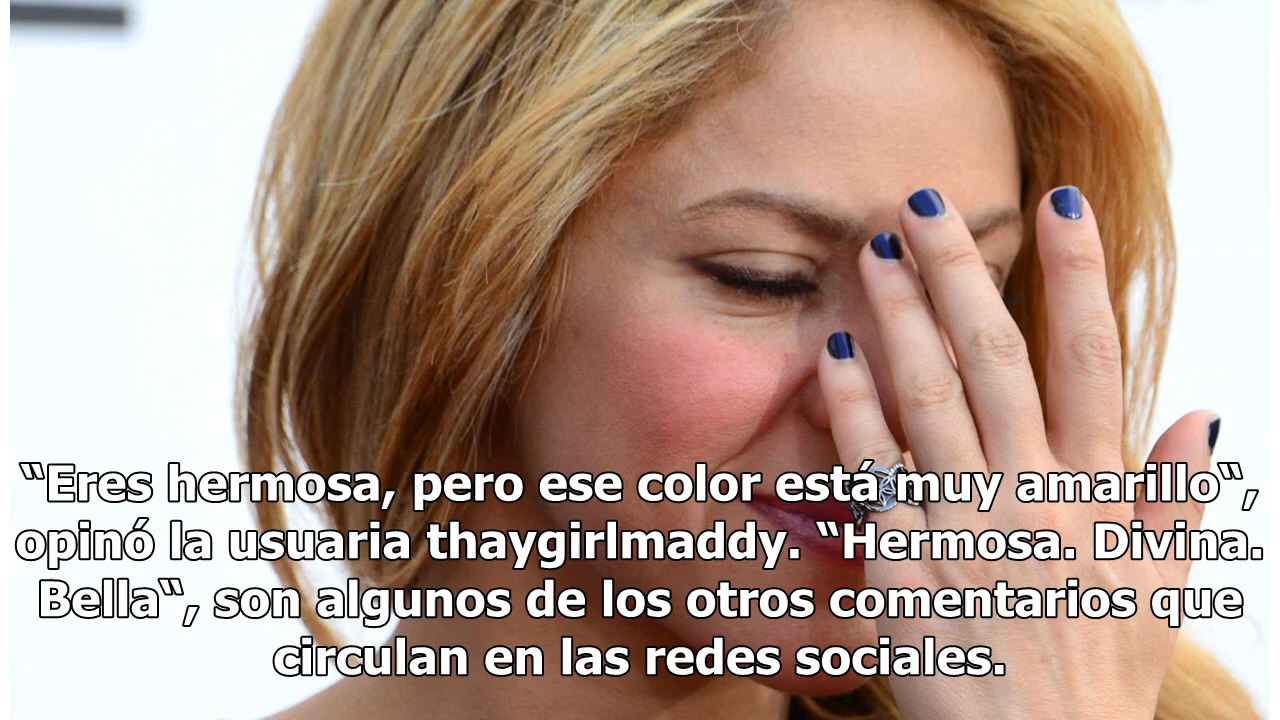 “Eres hermosa, pero ese color está muy amarillo“,
opinó la usuaria thaygirlmaddy. “Hermosa. Divina.
Bella“, son algunos de los otros comentarios que
circulan en las redes sociales.